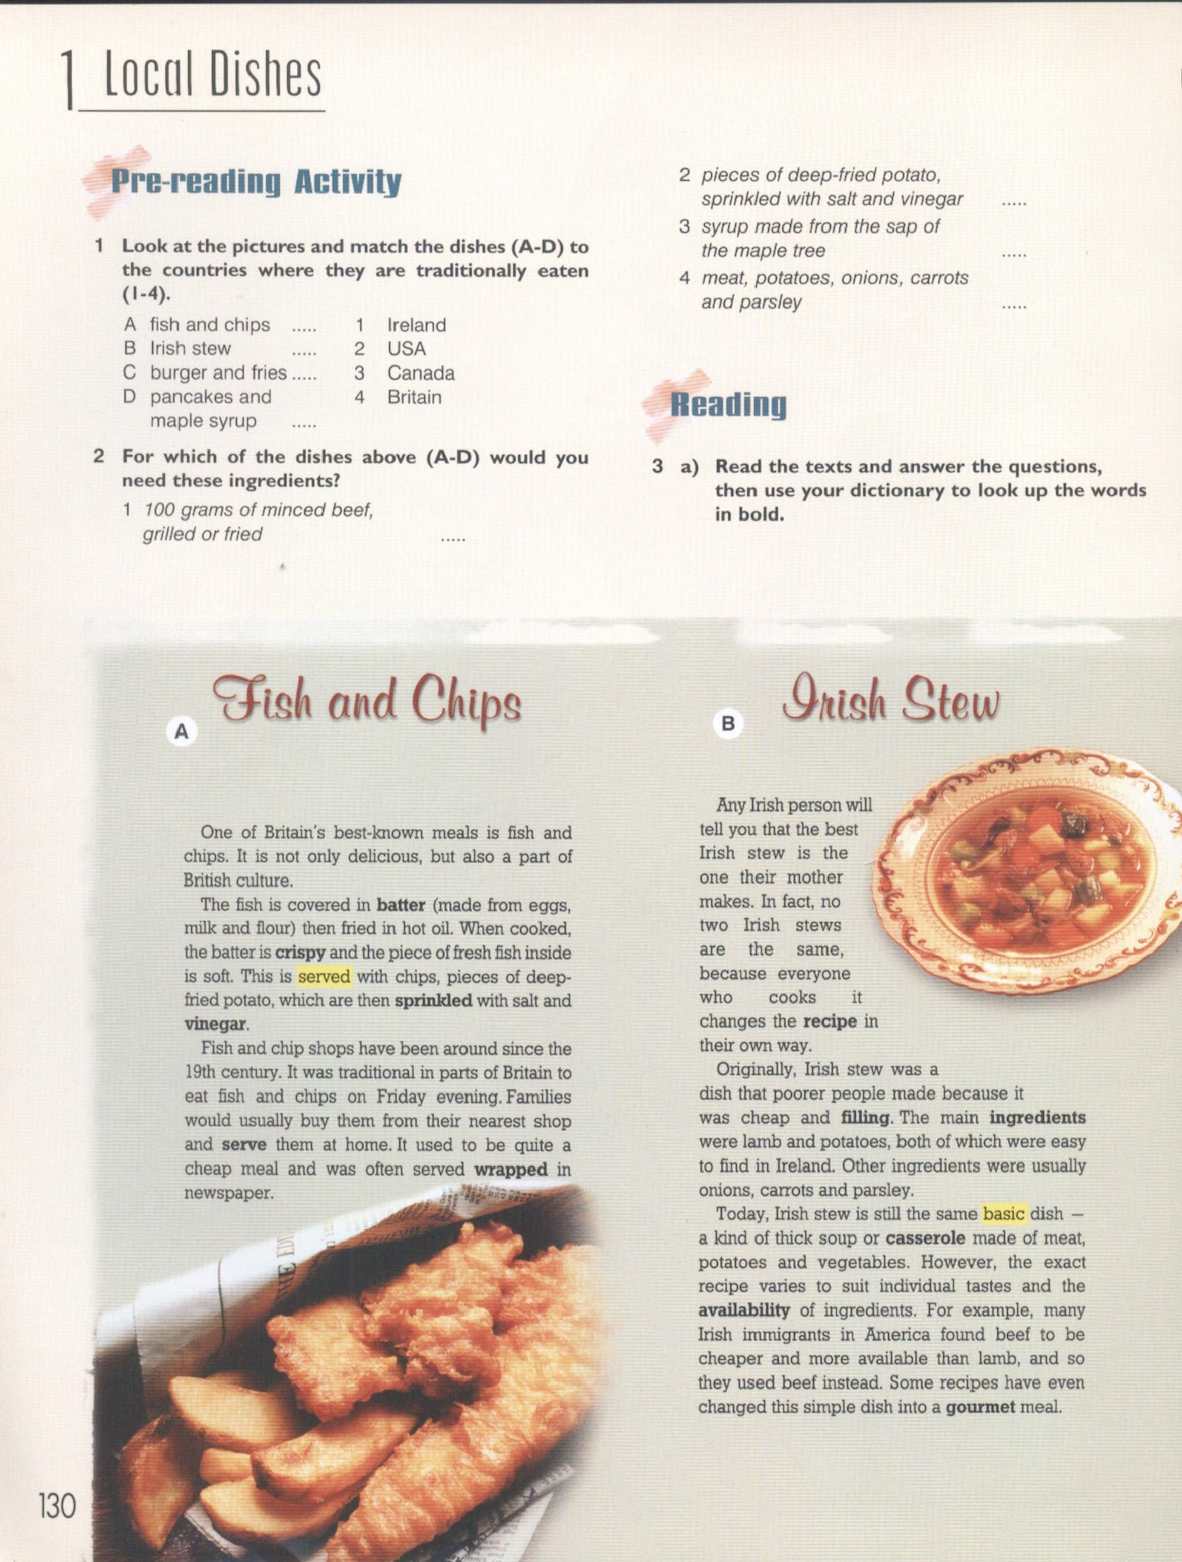 1 Local Dishes
Pre-reading Activity
1 Look at the pictures and match the dishes (A-D) to
the countries where they are traditionally eaten
(1-4).
A fish and chips ..... 1 Ireland
B Irish stew ..... 2 USA
C burger and fries ..... 3 Canada
D pancakes and 4 Britain
maple syrup .....
2 For which of the dishes above (A-D) would you
need these ingredients?
1 100 grams of minced beef,
grilled or fried .....
2 pieces of deep-fried potato,
sprinkled with salt and vinegar .....
3 syrup made from the sap of
the maple tree .....
4 meat, potatoes, onions, carrots
and parsley .....
Reading
3 a) Read the texts and answer the questions,
then use your dictionary to look up the words
in bold.
Fish and Chips
A
One of Britain's best-known meals is fish and
chips. It is not only delicious, but also a part of
British culture.
The fish is covered in batter (made from eggs,
milk and flour) then fried in hot oil. When cooked,
the batter is crispy and the piece of fresh fish inside
is soft. This is served with chips, pieces of deep-
fried potato, which are then sprinkled with salt and
vinegar.
Fish and chip shops have been around since the
19th century. It was traditional in parts of Britain to
eat fish and chips on Friday evening. Families
would usually buy them from their nearest shop
and serve them at home. It used to be quite a
cheap meal and was often served wrapped in
newspaper.
Irish Stew
B
Any Irish person will
tell you that the best
Irish stew is the
one their mother
makes. In fact, no
two Irish stews
are the same,
because everyone
who cooks it
changes the recipe in
their own way.
Originally, Irish stew was a
dish that poorer people made because it
was cheap and filling. The main ingredients
were lamb and potatoes, both of which were easy
to find in Ireland. Other ingredients were usually
onions, carrots and parsley.
Today, Irish stew is still the same basic dish –
a kind of thick soup or casserole made of meat,
potatoes and vegetables. However, the exact
recipe varies to suit individual tastes and the
availability of ingredients. For example, many
Irish immigrants in America found beef to be
cheaper and more available than lamb, and so
they used beef instead. Some recipes have even
changed this simple dish into a gourmet meal.
130